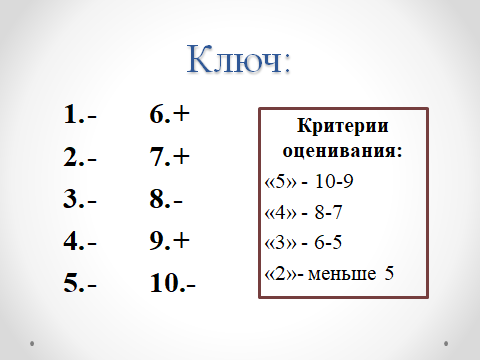 Ключ:
1.-
2.-
3.-
4.-
5.-
6.+
7.+
8.-
9.+
10.-
Критерии
оценивания:
«5» - 10-9
«4» - 8-7
«3» - 6-5
«2»- меньше 5